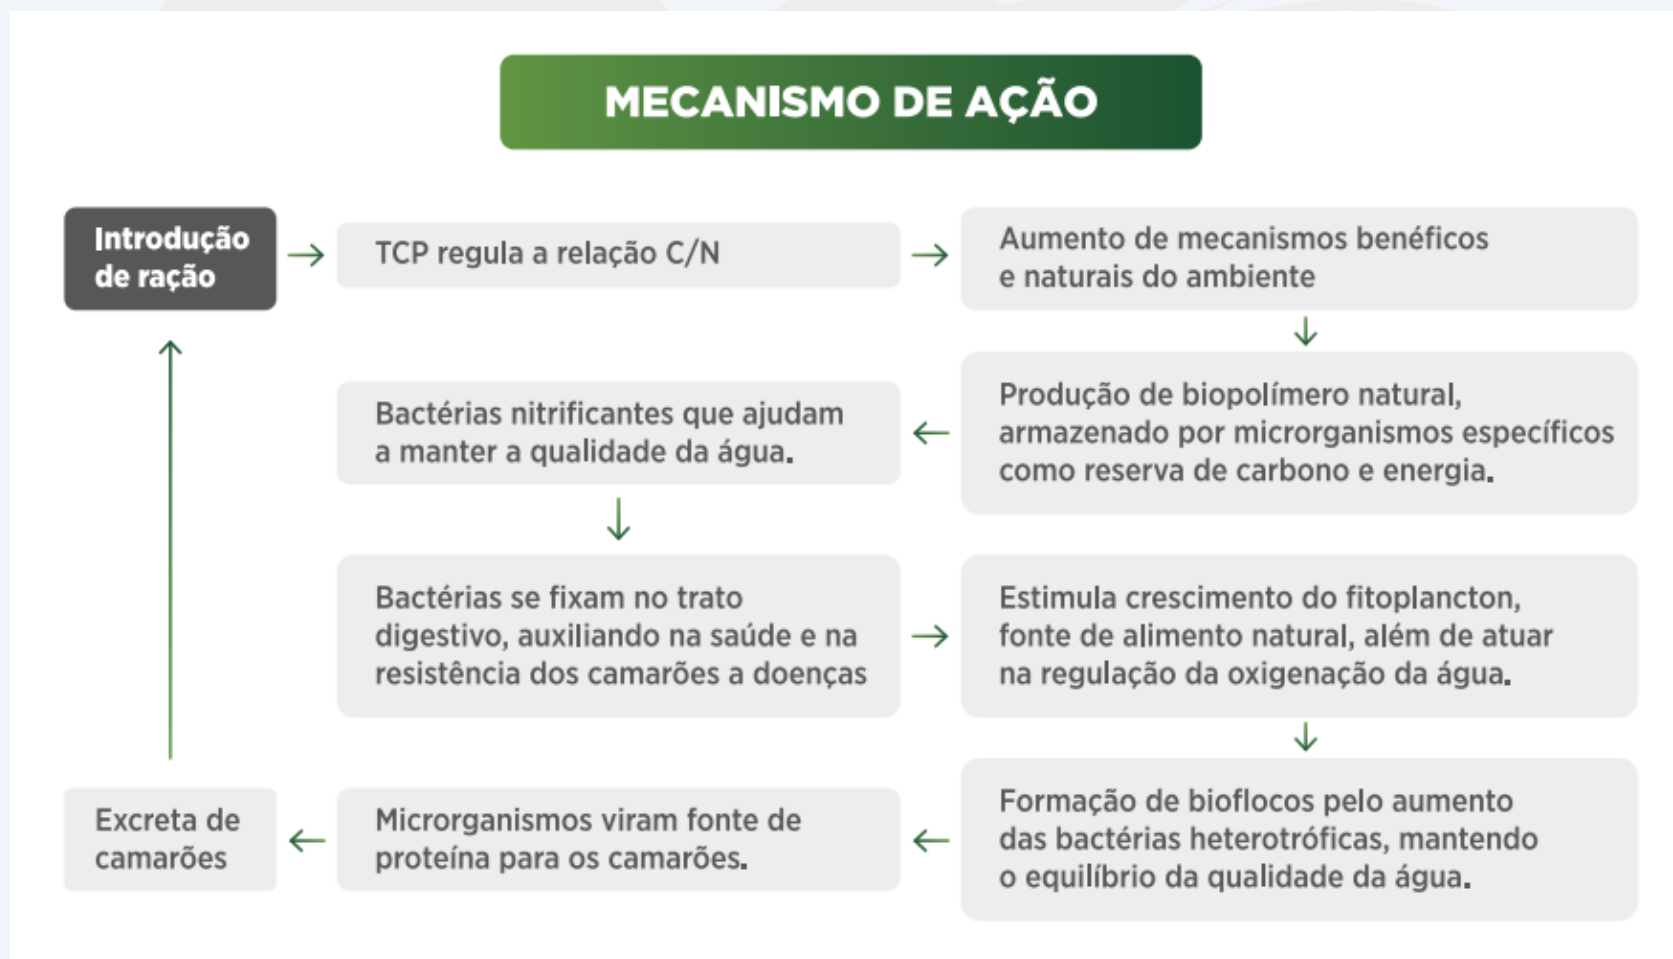 MECANISMO DE AÇÃO
Introdução
de ração
TCP regula a relação C/N
Aumento de mecanismos benéficos
e naturais do ambiente
Produção de biopolímero natural,
armazenado por microrganismos específicos
como reserva de carbono e energia.
Bactérias nitrificantes que ajudam
a manter a qualidade da água.
Bactérias se fixam no trato
digestivo, auxiliando na saúde e na
resistência dos camarões a doenças
Estimula crescimento do fitoplancton,
fonte de alimento natural, além de atuar
na regulação da oxigenação da água.
Formação de bioflocos pelo aumento
das bactérias heterotróficas, mantendo
o equilíbrio da qualidade da água.
Microrganismos viram fonte de
proteína para os camarões.
Excreta de
camarões